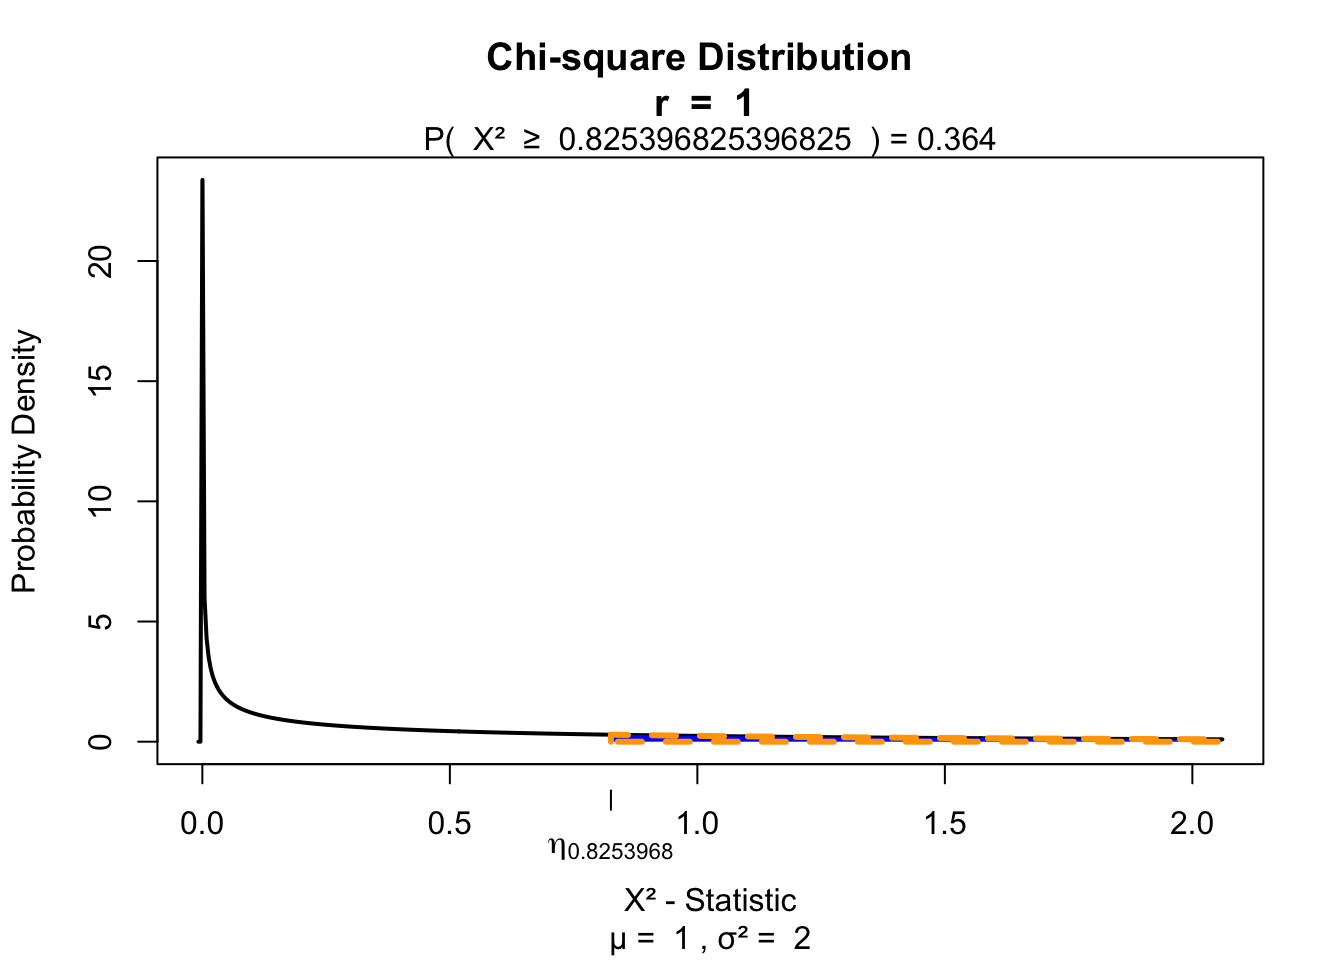 Chi-square Distribution
r = 1
P( X² ≥ 0.825396825396825 ) = 0.364
Probability Density
20
15
10
5
0
0.0 0.5 1.0 1.5 2.0
η0.8253968
X² - Statistic
μ = 1 , σ² = 2